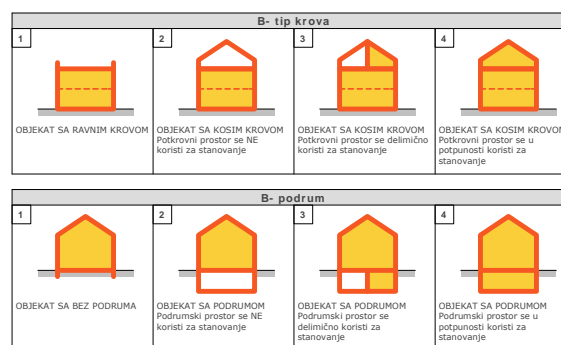 B- tip krova
1
2
3
4
OBJEKAT SA RAVNIM KROVOM
OBJEKAT SA KOSIM KROVOM
Potkrovni prostor se NE
koristi za stanovanje
OBJEKAT SA KOSIM KROVOM
Potkrovni prostor se delimično
koristi za stanovanje
OBJEKAT SA KOSIM KROVOM
Potkrovni prostor se u
potpunosti koristi za
stanovanje
B- podrum
1
2
3
4
OBJEKAT SA BEZ PODRUMA
OBJEKAT SA PODRUMOM
Podrumski prostor se NE
koristi za stanovanje
OBJEKAT SA PODRUMOM
Podrumski prostor se
delimično koristi za
stanovanje
OBJEKAT SA PODRUMOM
Podrumski prostor se u
potpunosti koristi za
stanovanje